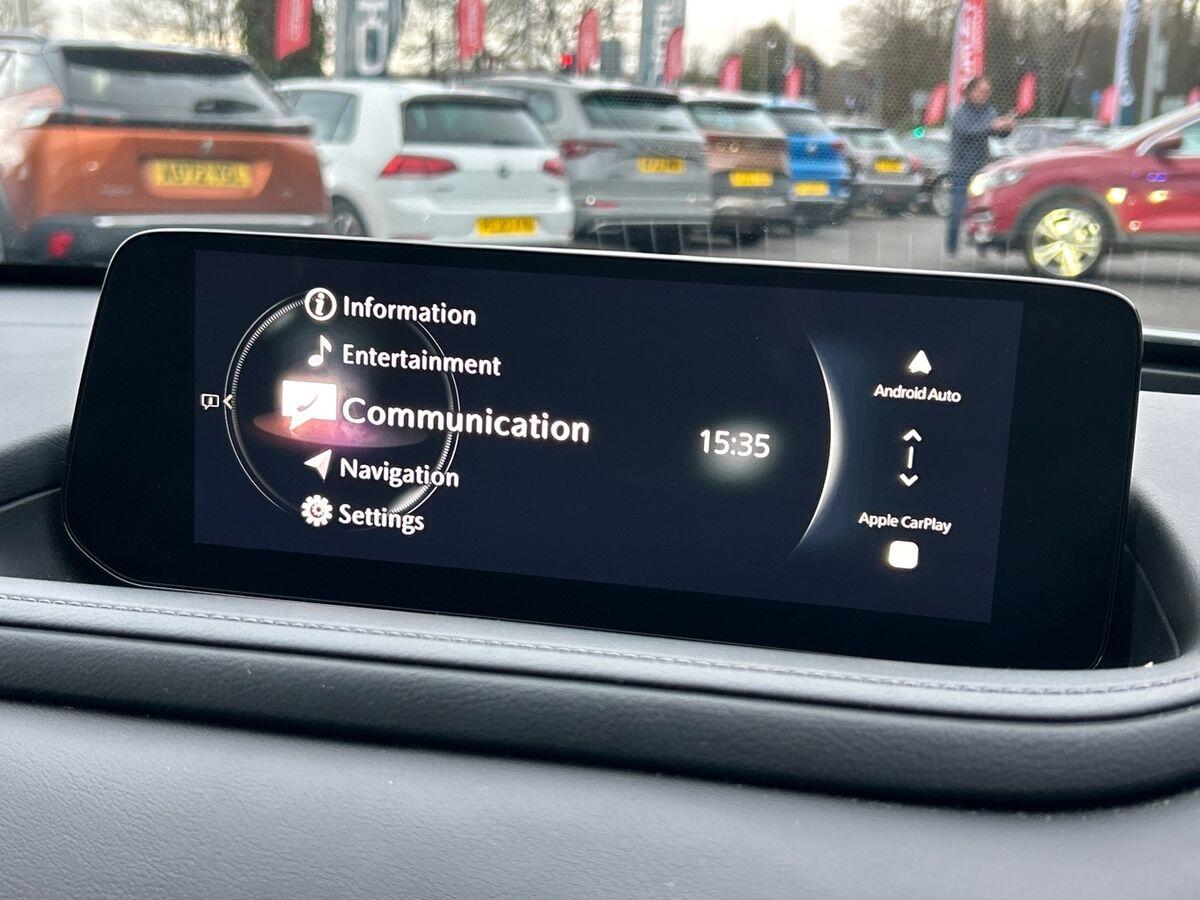 Information
Entertainment
Communication
Navigation
Settings
15:35
Android Auto
Apple CarPlay